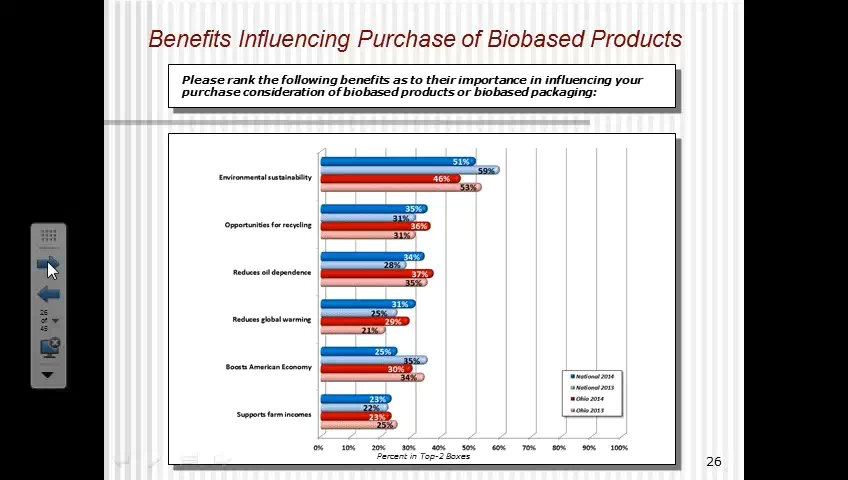 Benefits Influencing Purchase of Biobased Products
Please rank the following benefits as to their importance in influencing your
purchase consideration of biobased products or biobased packaging:
Environmental sustainability
51%
59%
46%
53%
Opportunities for recycling
35%
31%
36%
31%
Reduces oil dependence
34%
28%
37%
35%
Reduces global warming
31%
25%
29%
21%
Boosts American Economy
25%
35%
30%
34%
Supports farm incomes
23%
22%
23%
25%
National 2014
National 2013
Ohio 2014
Ohio 2013
0% 10% 20% 30% 40% 50% 60% 70% 80% 90% 100%
Percent in Top-2 Boxes
26
26
of
45